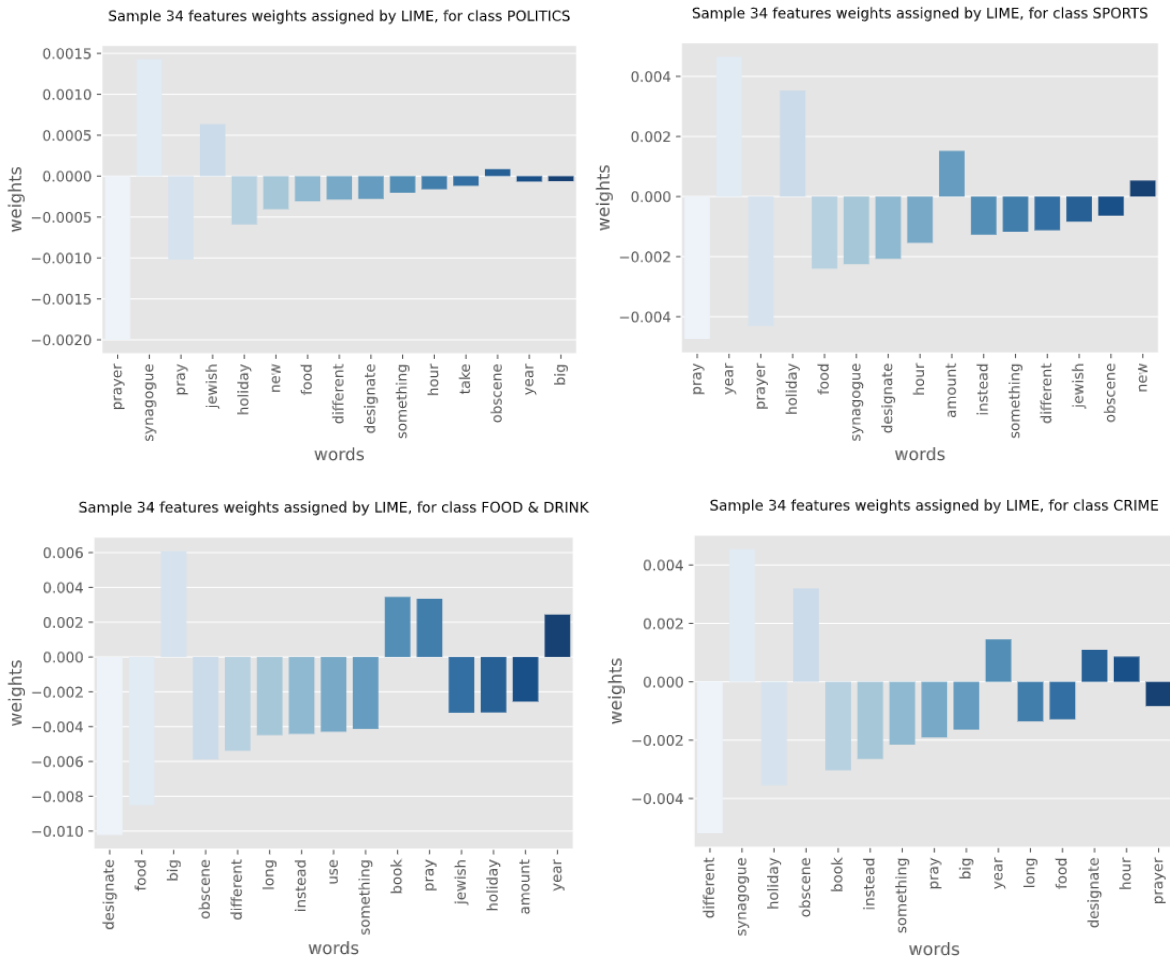 Sample 34 features weights assigned by LIME, for class POLITICS
0.0015
0.0010
0.0005
0.0000
−0.0005
−0.0010
−0.0015
−0.0020
weights
prayer
synagogue
pray
jewish
holiday
new
food
different
designate
something
hour
take
obscene
year
big
words
Sample 34 features weights assigned by LIME, for class SPORTS
0.004
0.002
0.000
−0.002
−0.004
weights
pray
year
prayer
holiday
food
synagogue
designate
hour
amount
instead
something
different
jewish
obscene
new
words
Sample 34 features weights assigned by LIME, for class FOOD & DRINK
0.006
0.004
0.002
0.000
−0.002
−0.004
−0.006
−0.008
−0.010
weights
designate
food
big
obscene
different
long
instead
use
something
book
pray
jewish
holiday
amount
year
words
Sample 34 features weights assigned by LIME, for class CRIME
0.004
0.002
0.000
−0.002
−0.004
weights
different
synagogue
holiday
obscene
book
instead
something
pray
big
year
long
food
designate
hour
prayer
words